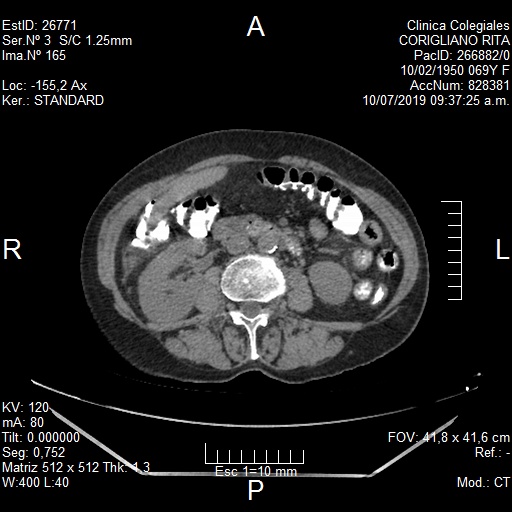 EstID: 26771
Ser.Nº 3 S/C 1.25mm
Ima.Nº 165
Loc: -155,2 Ax
Ker.: STANDARD
A
Clinica Colegiales
CORIGLIANO RITA
PacID: 266882/0
10/02/1950 069Y F
AccNum: 828381
10/07/2019 09:37:25 a.m.
R
L
KV: 120
mA: 80
Tilt: 0.000000
Seg: 0,752
Matriz 512 x 512 Thk: 1.3
W:400 L:40
Esc 1=10 mm
P
FOV: 41,8 x 41,6 cm
Ref.: -
Mod.: CT